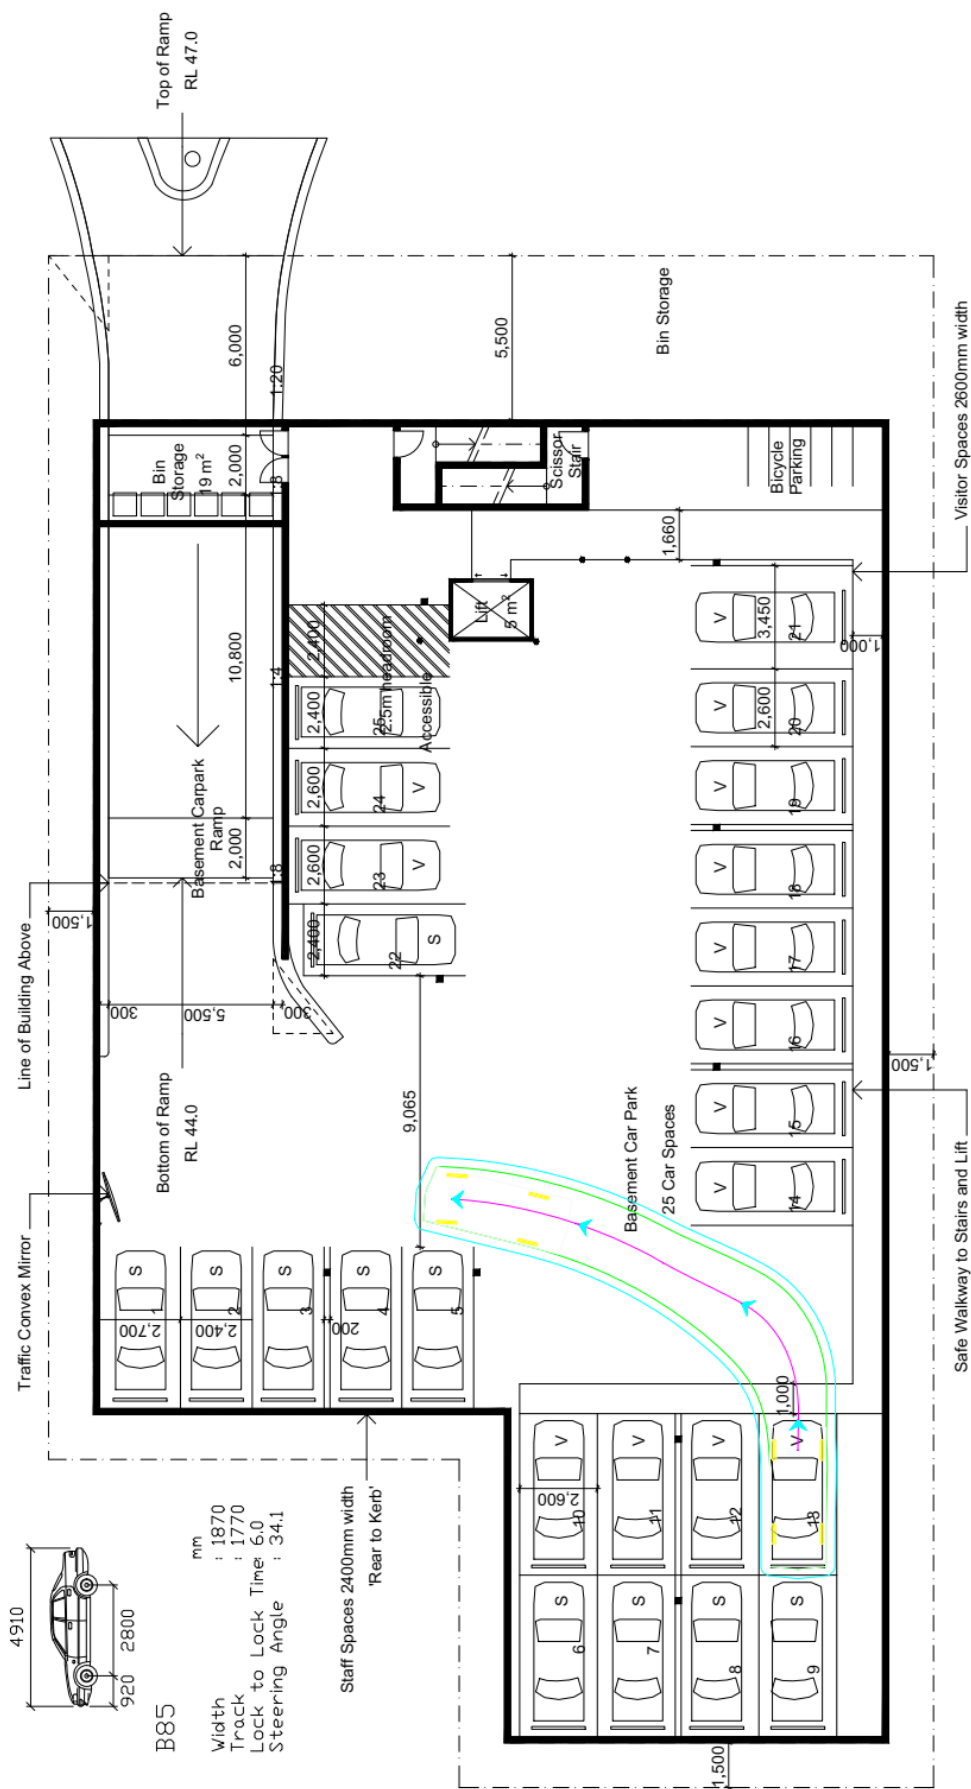 Top of Ramp
RL 47.0
6,000
5,500
Bin Storage
1:20
Bin
Storage
19 m²
2,000
1:8
Scissor
Stair
Bicycle
Parking
Visitor Spaces 2600mm width
1,660
Lift
5 m²
10,800
1:4
2,400
2.5m headroom
Accessible
3,450
21
V
1,000
2,400
25
2,600
20
V
Basement Carpark
Ramp
2,000
1:8
2,600
24
V
19
V
2,600
23
V
18
V
Line of Building Above
1,500
2,400
22
S
17
V
300
5,500
300
16
V
1,500
Bottom of Ramp
RL 44.0
9,065
Basement Car Park
25 Car Spaces
15
V
14
V
Safe Walkway to Stairs and Lift
Traffic Convex Mirror
S
1
S
2
S
3
S
4
S
5
2,700
2,400
200
1,000
Staff Spaces 2400mm width
'Rear to Kerb'
V
10
V
11
V
12
V
13
2,600
S
6
S
7
S
8
S
9
1,500
4910
920
2800
B85
mm
Width : 1870
Track : 1770
Lock to Lock Time: 6.0
Steering Angle : 34.1